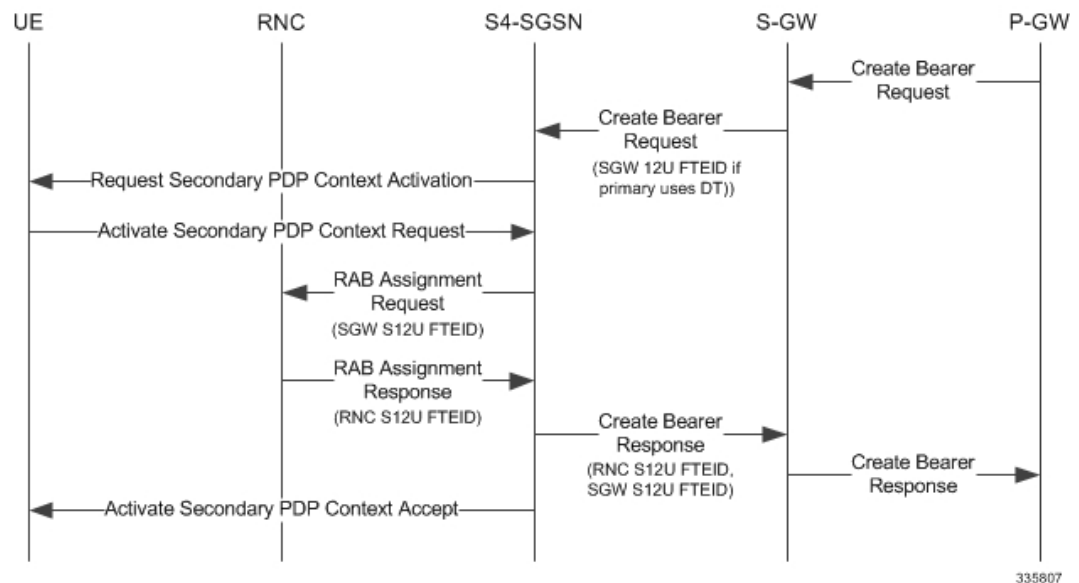 UE RNC S4-SGSN S-GW P-GW
Create Bearer
Request
Create Bearer
Request
(SGW 12U FTEID if
primary uses DT))
Request Secondary PDP Context Activation
Activate Secondary PDP Context Request
RAB Assignment
Request
(SGW S12U FTEID)
RAB Assignment
Response
(RNC S12U FTEID)
Create Bearer
Response
(RNC S12U FTEID,
SGW S12U FTEID)
Create Bearer
Response
Activate Secondary PDP Context Accept
335807